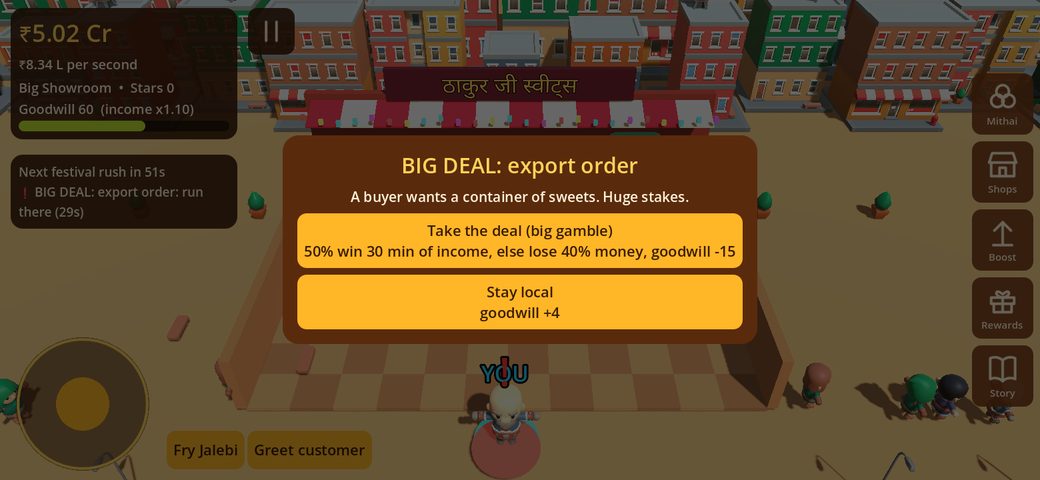 ₹5.02 Cr
₹8.34 L per second
Big Showroom • Stars 0
Goodwill 60 (income x1.10)
Next festival rush in 51s
❗ BIG DEAL: export order: run
there (29s)
ठाकुर जी स्वीट्स
BIG DEAL: export order
A buyer wants a container of sweets. Huge stakes.
Take the deal (big gamble)
50% win 30 min of income, else lose 40% money, goodwill -15
Stay local
goodwill +4
YOU
Fry Jalebi
Greet customer
Mithai
Shops
Boost
Rewards
Story